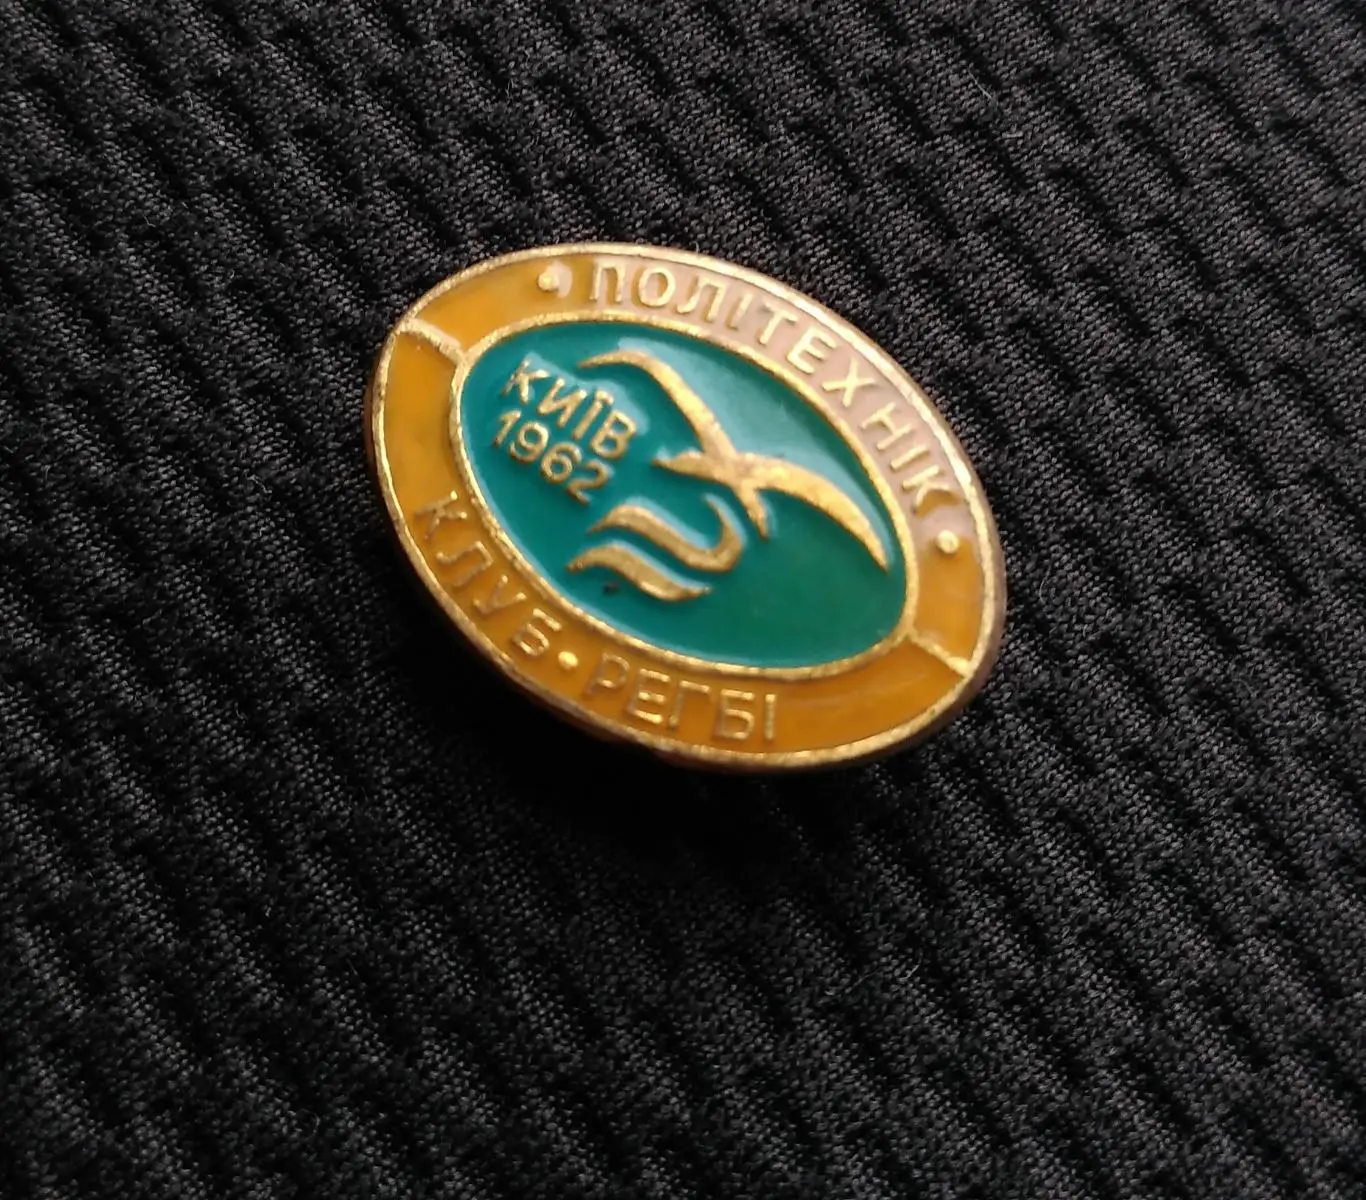 • ПОЛІТЕХНІК •
КИЇВ
1962
КЛУБ • РЕГБІ